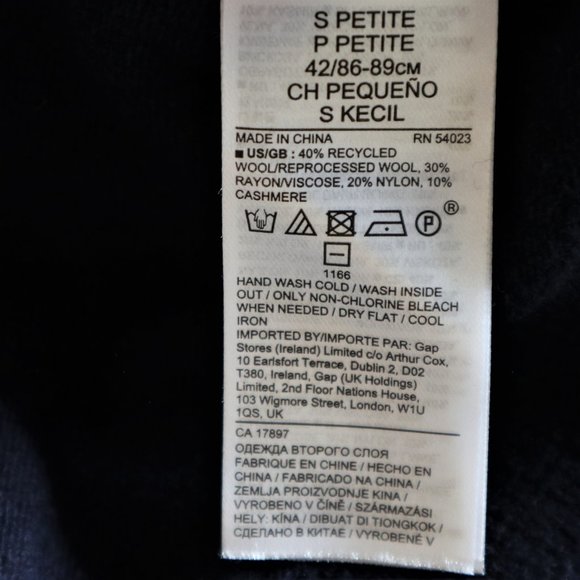 S PETITE
P PETITE
42/86-89СМ
CH PEQUEÑO
S KECIL
MADE IN CHINA RN 54023
■ US/GB : 40% RECYCLED
WOOL/REPROCESSED WOOL, 30%
RAYON/VISCOSE, 20% NYLON, 10%
CASHMERE
P ®
1166
HAND WASH COLD / WASH INSIDE
OUT / ONLY NON-CHLORINE BLEACH
WHEN NEEDED / DRY FLAT / COOL
IRON
IMPORTED BY/IMPORTE PAR: Gap
Stores (Ireland) Limited c/o Arthur Cox,
10 Earlsfort Terrace, Dublin 2, D02
T380, Ireland, Gap (UK Holdings)
Limited, 2nd Floor Nations House,
103 Wigmore Street, London, W1U
1QS, UK
CA 17897
ОДЕЖДА ВТОРОГО СЛОЯ
FABRIQUE EN CHINE / HECHO EN
CHINA / FABRICADO NA CHINA /
ZEMLJA PROIZVODNJE KINA /
VYROBENO V ČÍNĚ / SZÁRMAZÁSI
HELY: KÍNA / DIBUAT DI TIONGKOK /
СДЕЛАНО В КИТАЕ / VYROBENÉ V